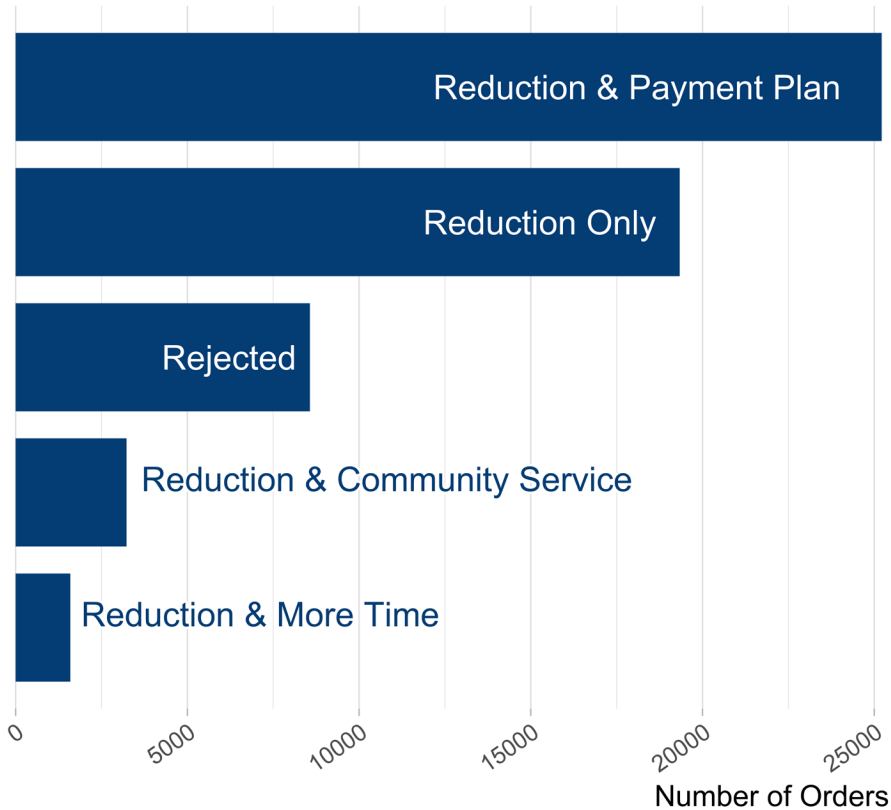 Reduction & Payment Plan
Reduction Only
Rejected
Reduction & Community Service
Reduction & More Time
0
5000
10000
15000
20000
25000
Number of Orders